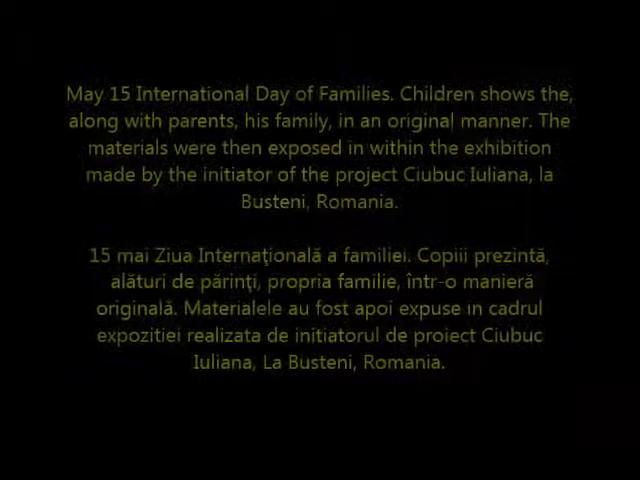 May 15 International Day of Families. Children shows the,
along with parents, his family, in an original manner. The
materials were then exposed in within the exhibition
made by the initiator of the project Ciubuc Iuliana, la
Busteni, Romania.
15 mai Ziua Internaţională a familiei. Copiii prezintă,
alături de părinţi, propria familie, într-o manieră
originală. Materialele au fost apoi expuse in cadrul
expozitiei realizata de initiatorul de proiect Ciubuc
Iuliana, La Busteni, Romania.